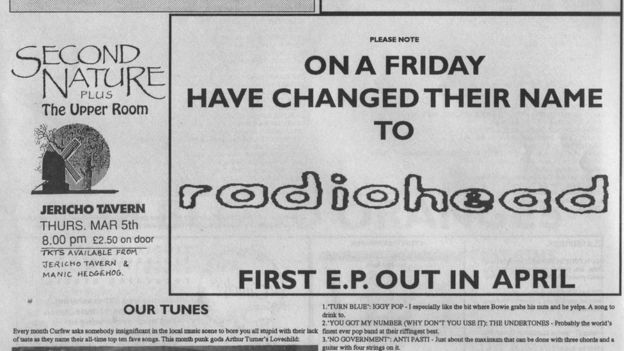 SECOND
NATURE
PLUS
The Upper Room
JERICHO TAVERN
THURS. MAR 5th
8.00 pm £2.50 on door
TKTS AVAILABLE FROM
JERICHO TAVERN &
MANIC HEDGEHOG.
PLEASE NOTE
ON A FRIDAY
HAVE CHANGED THEIR NAME
TO
radiohead
FIRST E.P. OUT IN APRIL
OUR TUNES
Every month Curfew asks somebody insignificant in the local music scene to bore you all stupid with their lack
of taste as they name their all-time top ten fave songs. This month punk gods Arthur Turner's Lovechild:
1."TURN BLUE": IGGY POP - I especially like the bit where Bowie grabs his nuts and he yelps. A song to
drink to.
2."YOU GOT MY NUMBER (WHY DON'T YOU USE IT): THE UNDERTONES - Probably the world's
finest ever pop band at their riffingest best.
3."NO GOVERNMENT": ANTI PASTI - Just about the maximum that can be done with three chords and a
guitar with four strings on it.